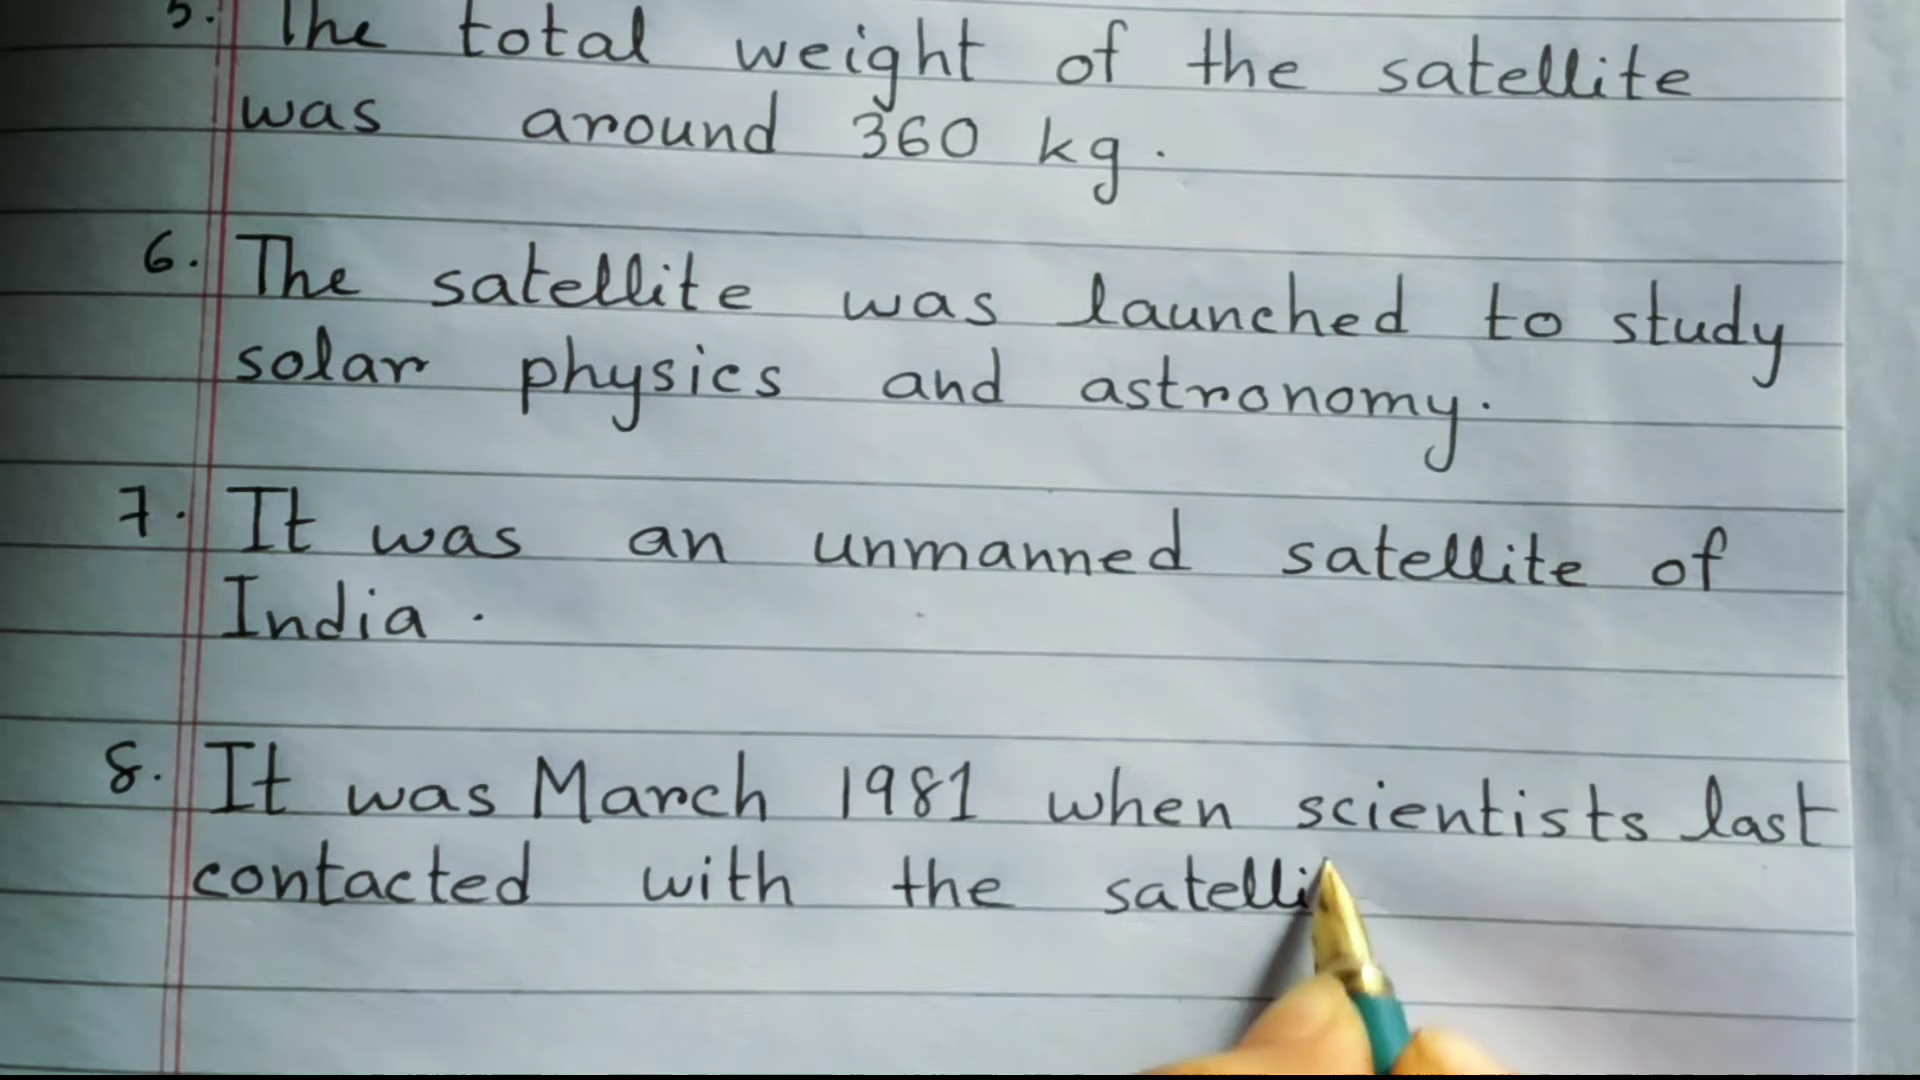 5. The total weight of the satellite
was around 360 kg.
6. The satellite was launched to study
solar physics and astronomy.
7. It was an unmanned satellite of
India.
8. It was March 1981 when scientists last
contacted with the satelli